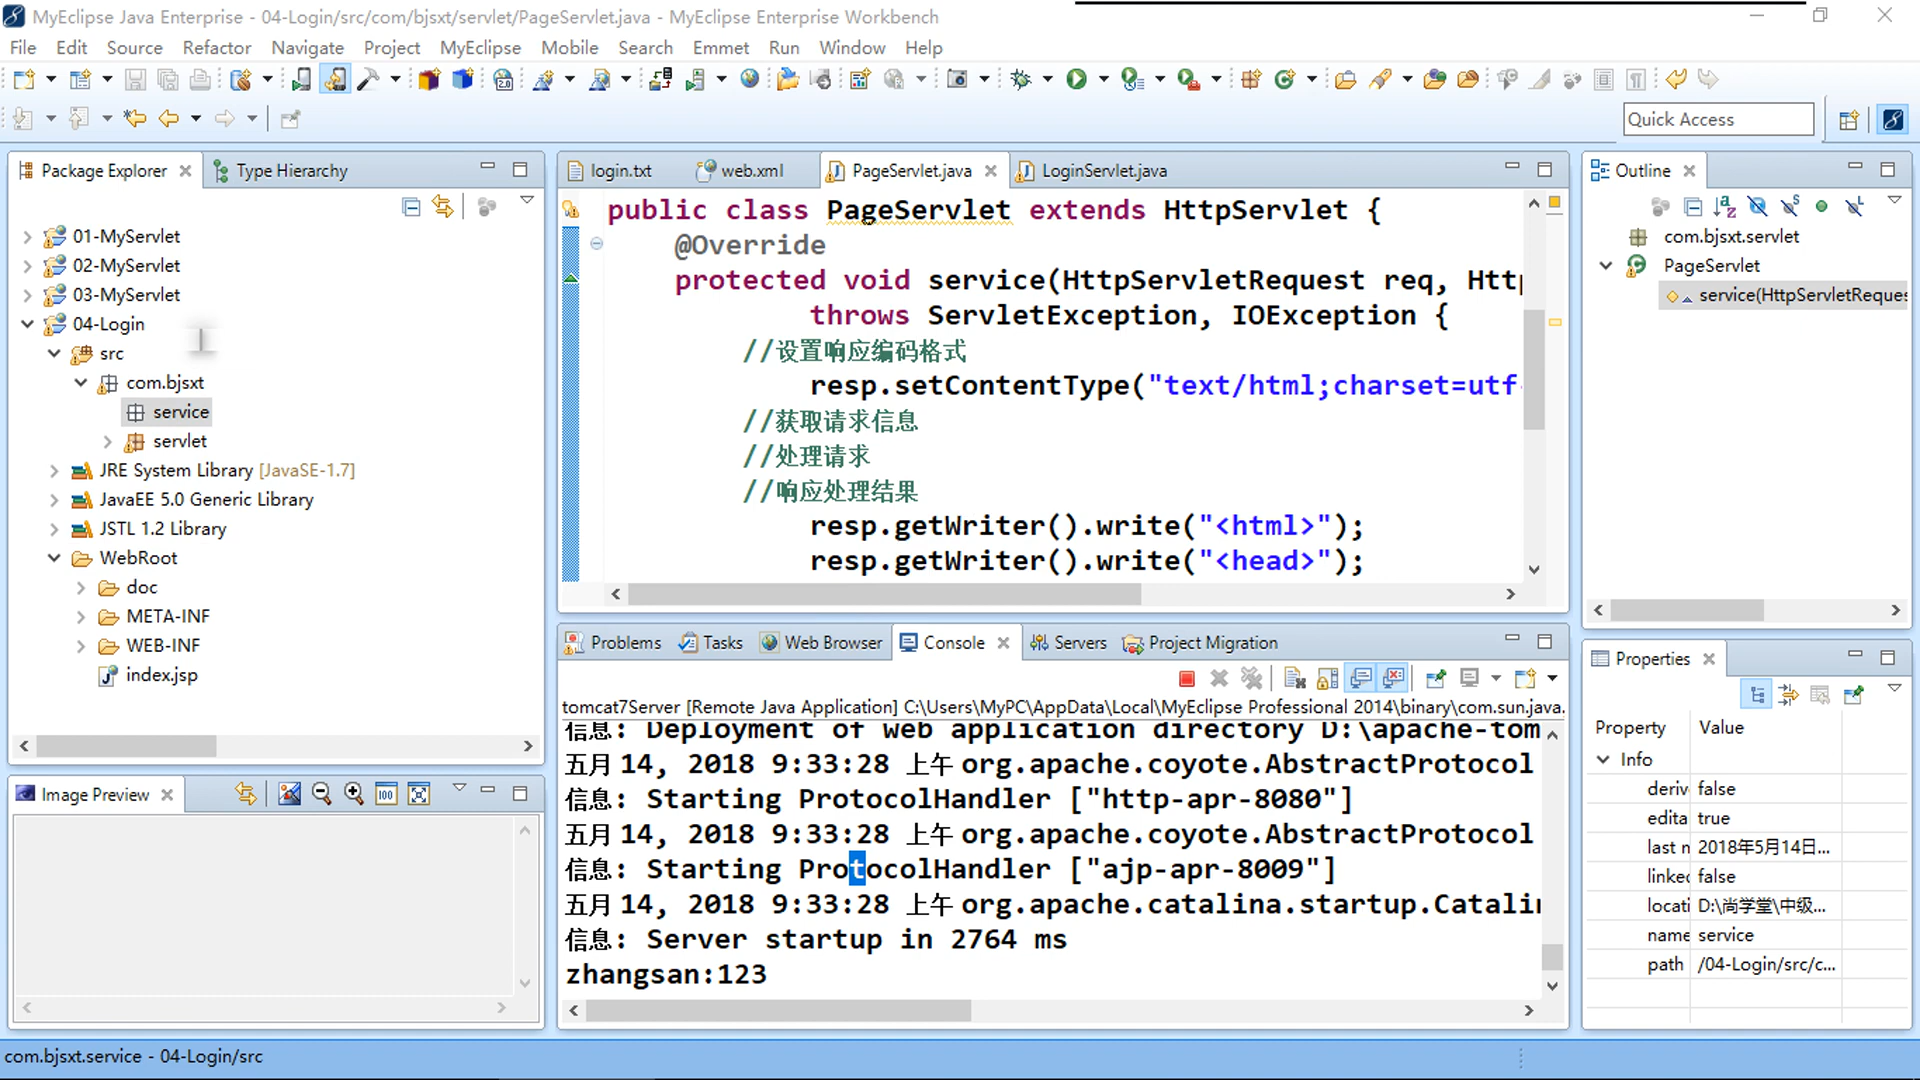 MyEclipse Java Enterprise - 04-Login/src/com/bjsxt/servlet/PageServlet.java - MyEclipse Enterprise Workbench
File Edit Source Refactor Navigate Project MyEclipse Mobile Search Emmet Run Window Help
Quick Access
Package Explorer
Type Hierarchy
01-MyServlet
02-MyServlet
03-MyServlet
04-Login
src
com.bjsxt
service
servlet
JRE System Library [JavaSE-1.7]
JavaEE 5.0 Generic Library
JSTL 1.2 Library
WebRoot
doc
META-INF
WEB-INF
index.jsp
Image Preview
login.txt
web.xml
PageServlet.java
LoginServlet.java
public class PageServlet extends HttpServlet {
@Override
protected void service(HttpServletRequest req, Htt
throws ServletException, IOException {
//设置响应编码格式
resp.setContentType("text/html;charset=utf-
//获取请求信息
//处理请求
//响应处理结果
resp.getWriter().write("<html>");
resp.getWriter().write("<head>");
Problems
Tasks
Web Browser
Console
Servers
Project Migration
tomcat7Server [Remote Java Application] C:\Users\MyPC\AppData\Local\MyEclipse Professional 2014\binary\com.sun.java.
信息: Deployment of web application directory D:\apache-tom
五月 14, 2018 9:33:28 上午 org.apache.coyote.AbstractProtocol
信息: Starting ProtocolHandler ["http-apr-8080"]
五月 14, 2018 9:33:28 上午 org.apache.coyote.AbstractProtocol
信息: Starting ProtocolHandler ["ajp-apr-8009"]
五月 14, 2018 9:33:28 上午 org.apache.catalina.startup.Catalin
信息: Server startup in 2764 ms
zhangsan:123
Outline
com.bjsxt.servlet
PageServlet
service(HttpServletReques
Properties
Property Value
Info
deriv false
edita true
last n 2018年5月14日...
linked false
locati D:\尚学堂\中级...
name service
path /04-Login/src/c...
com.bjsxt.service - 04-Login/src